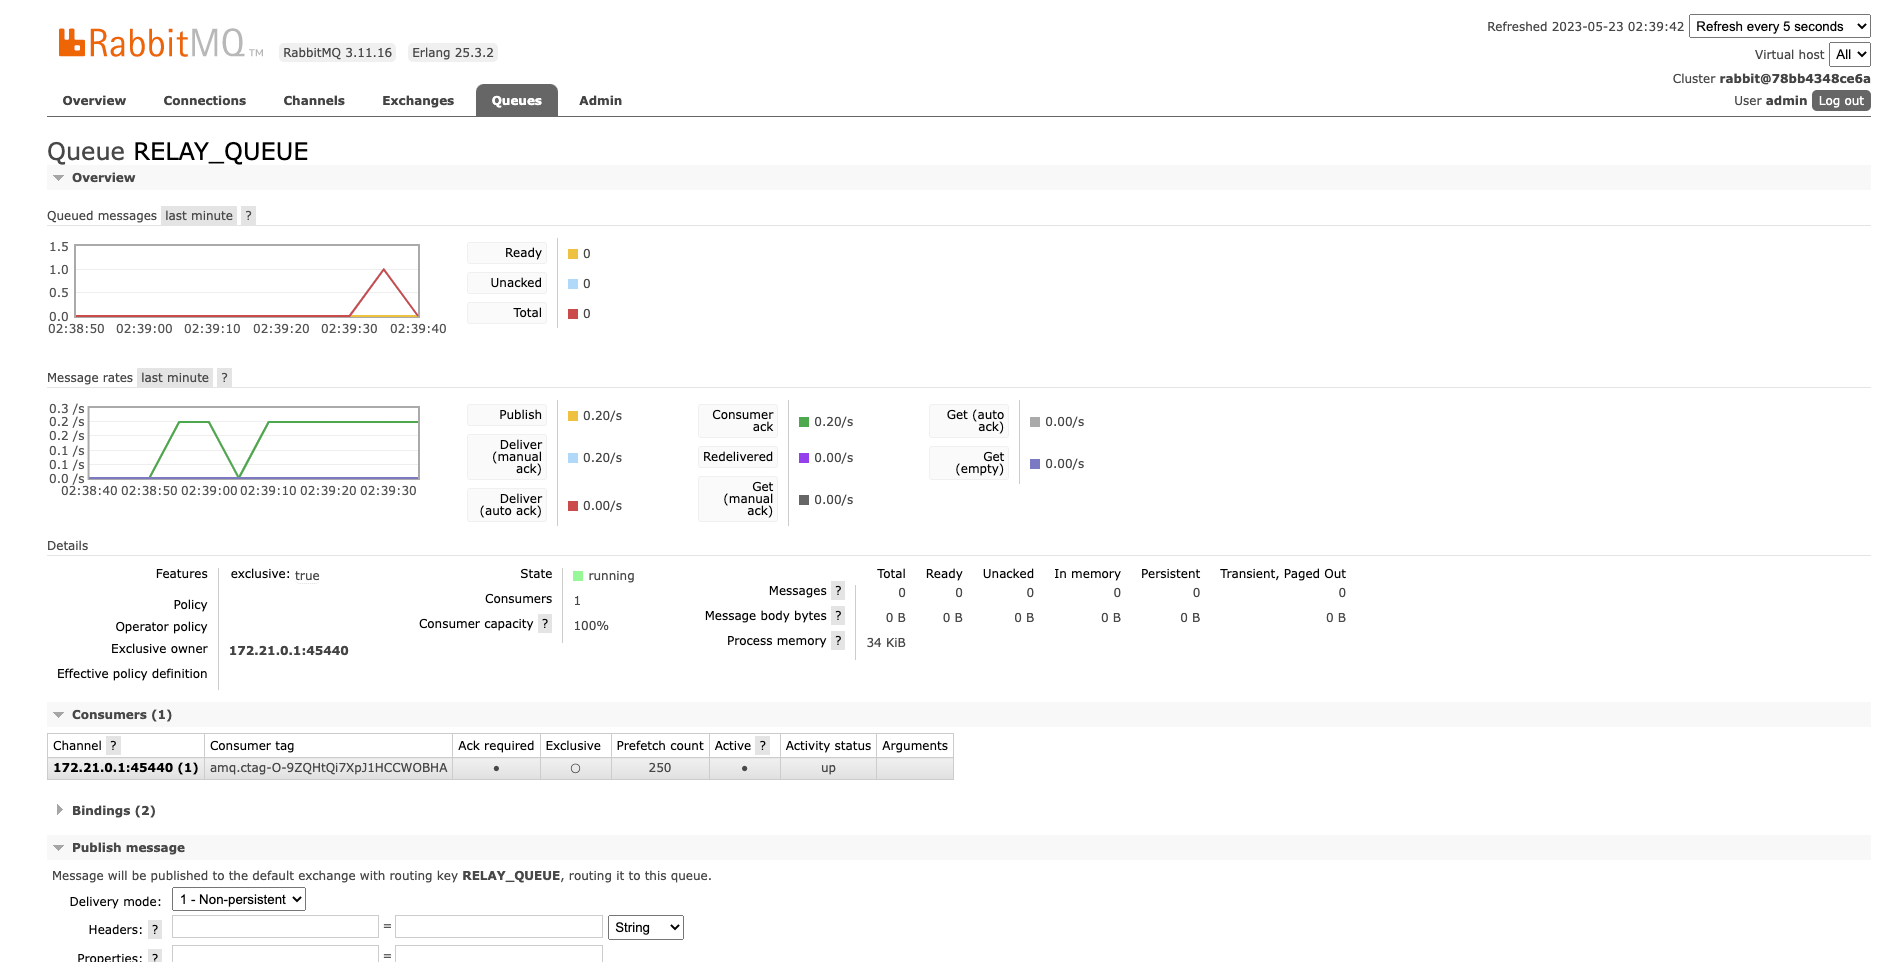 RabbitMQ TM RabbitMQ 3.11.16 Erlang 25.3.2
Refreshed 2023-05-23 02:39:42 Refresh every 5 seconds
Virtual host All
Cluster rabbit@78bb4348ce6a
User admin Log out
Overview Connections Channels Exchanges Queues Admin
Queue RELAY_QUEUE
Overview
Queued messages last minute ?
1.5
1.0
0.5
0.0
02:38:50 02:39:00 02:39:10 02:39:20 02:39:30 02:39:40
Ready 0
Unacked 0
Total 0
Message rates last minute ?
0.3 /s
0.2 /s
0.2 /s
0.1 /s
0.1 /s
0.0 /s
02:38:40 02:38:50 02:39:00 02:39:10 02:39:20 02:39:30
Publish 0.20/s
Deliver (manual ack) 0.20/s
Deliver (auto ack) 0.00/s
Consumer ack 0.20/s
Redelivered 0.00/s
Get (manual ack) 0.00/s
Get (auto ack) 0.00/s
Get (empty) 0.00/s
Details
Features exclusive: true
Policy
Operator policy
Exclusive owner 172.21.0.1:45440
Effective policy definition
State running
Consumers 1
Consumer capacity ? 100%
Total Ready Unacked In memory Persistent Transient, Paged Out
Messages ? 0 0 0 0 0 0
Message body bytes ? 0 B 0 B 0 B 0 B 0 B 0 B
Process memory ? 34 KiB
Consumers (1)
Channel ? Consumer tag Ack required Exclusive Prefetch count Active ? Activity status Arguments
172.21.0.1:45440 (1) amq.ctag-O-9ZQHtQi7XpJ1HCCWOBHA ● ○ 250 ● up
Bindings (2)
Publish message
Message will be published to the default exchange with routing key RELAY_QUEUE, routing it to this queue.
Delivery mode: 1 - Non-persistent
Headers: ? = String
Properties: ? =